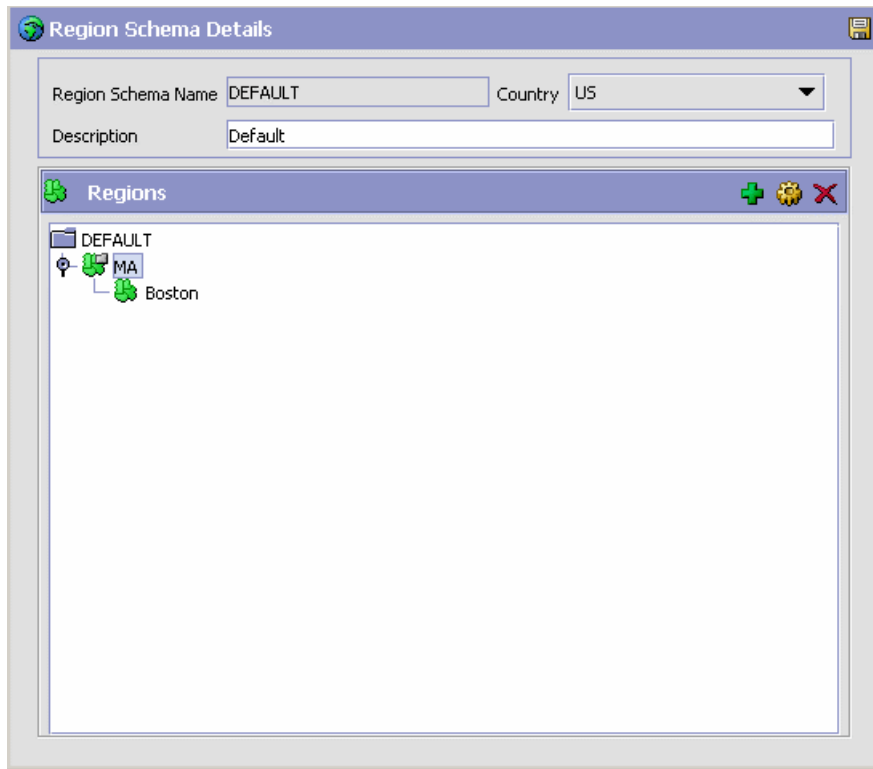 Region Schema Details
Region Schema Name DEFAULT Country US
Description Default
Regions
DEFAULT
MA
Boston